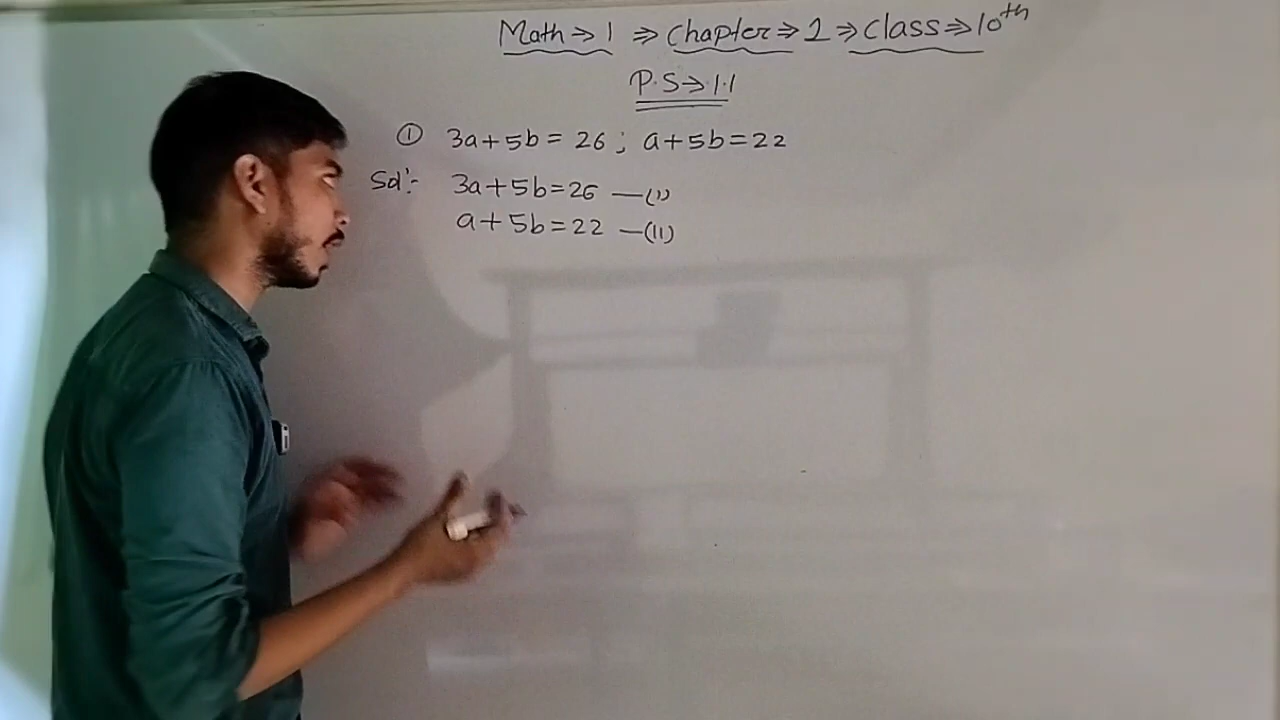 Math ⇒ 1 ⇒ Chapter ⇒ 1 ⇒ Class ⇒ 10th
P.S → 1.1
① 3a+5b = 26 ; a+5b=22
Sol:- 3a+5b=26 —(I)
a+5b=22 —(II)